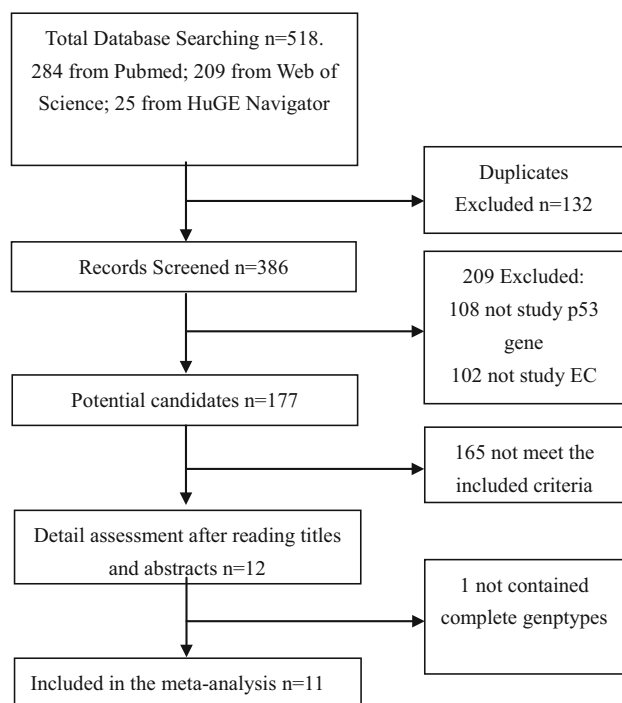 Total Database Searching n=518.
284 from Pubmed; 209 from Web of
Science; 25 from HuGE Navigator
Duplicates
Excluded n=132
Records Screened n=386
209 Excluded:
108 not study p53
gene
102 not study EC
Potential candidates n=177
165 not meet the
included criteria
Detail assessment after reading titles
and abstracts n=12
1 not contained
complete genptypes
Included in the meta-analysis n=11